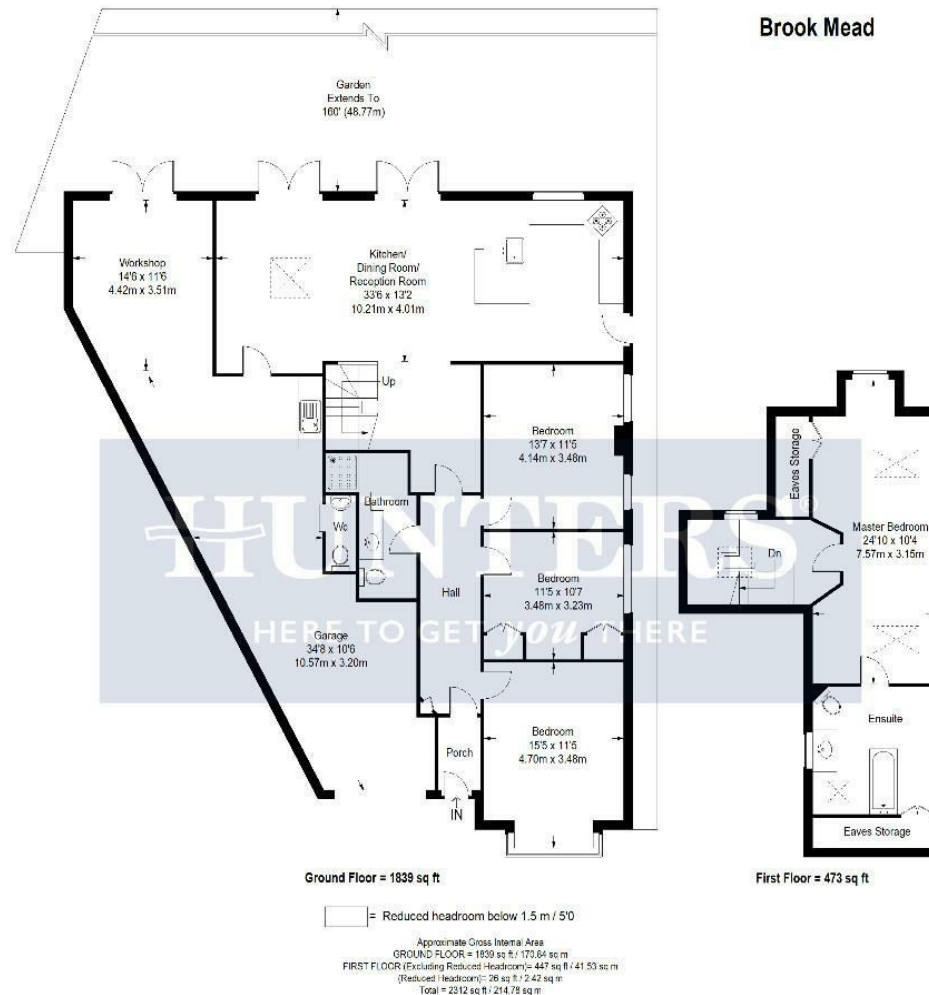 Brook Mead
Garden
Extends To
160' (48.77m)
Workshop
14'6 x 11'6
4.42m x 3.51m
Kitchen/
Dining Room/
Reception Room
33'6 x 13'2
10.21m x 4.01m
Up
Bedroom
13'7 x 11'5
4.14m x 3.48m
Eaves Storage
HUNTERS®
HERE TO GET you THERE
Bathroom
Wc
Master Bedroom
24'10 x 10'4
7.57m x 3.15m
Dn
Hall
Bedroom
11'5 x 10'7
3.48m x 3.23m
Garage
34'8 x 10'6
10.57m x 3.20m
Ensuite
Porch
Bedroom
15'5 x 11'5
4.70m x 3.48m
IN
Eaves Storage
Ground Floor = 1839 sq ft
First Floor = 473 sq ft
= Reduced headroom below 1.5 m / 5'0
Approximate Gross Internal Area
GROUND FLOOR = 1839 sq ft / 170.84 sq m
FIRST FLOOR (Excluding Reduced Headroom)= 447 sq ft / 41.53 sq m
(Reduced Headroom)= 26 sq ft / 2.42 sq m
Total = 2312 sq ft / 214.78 sq m